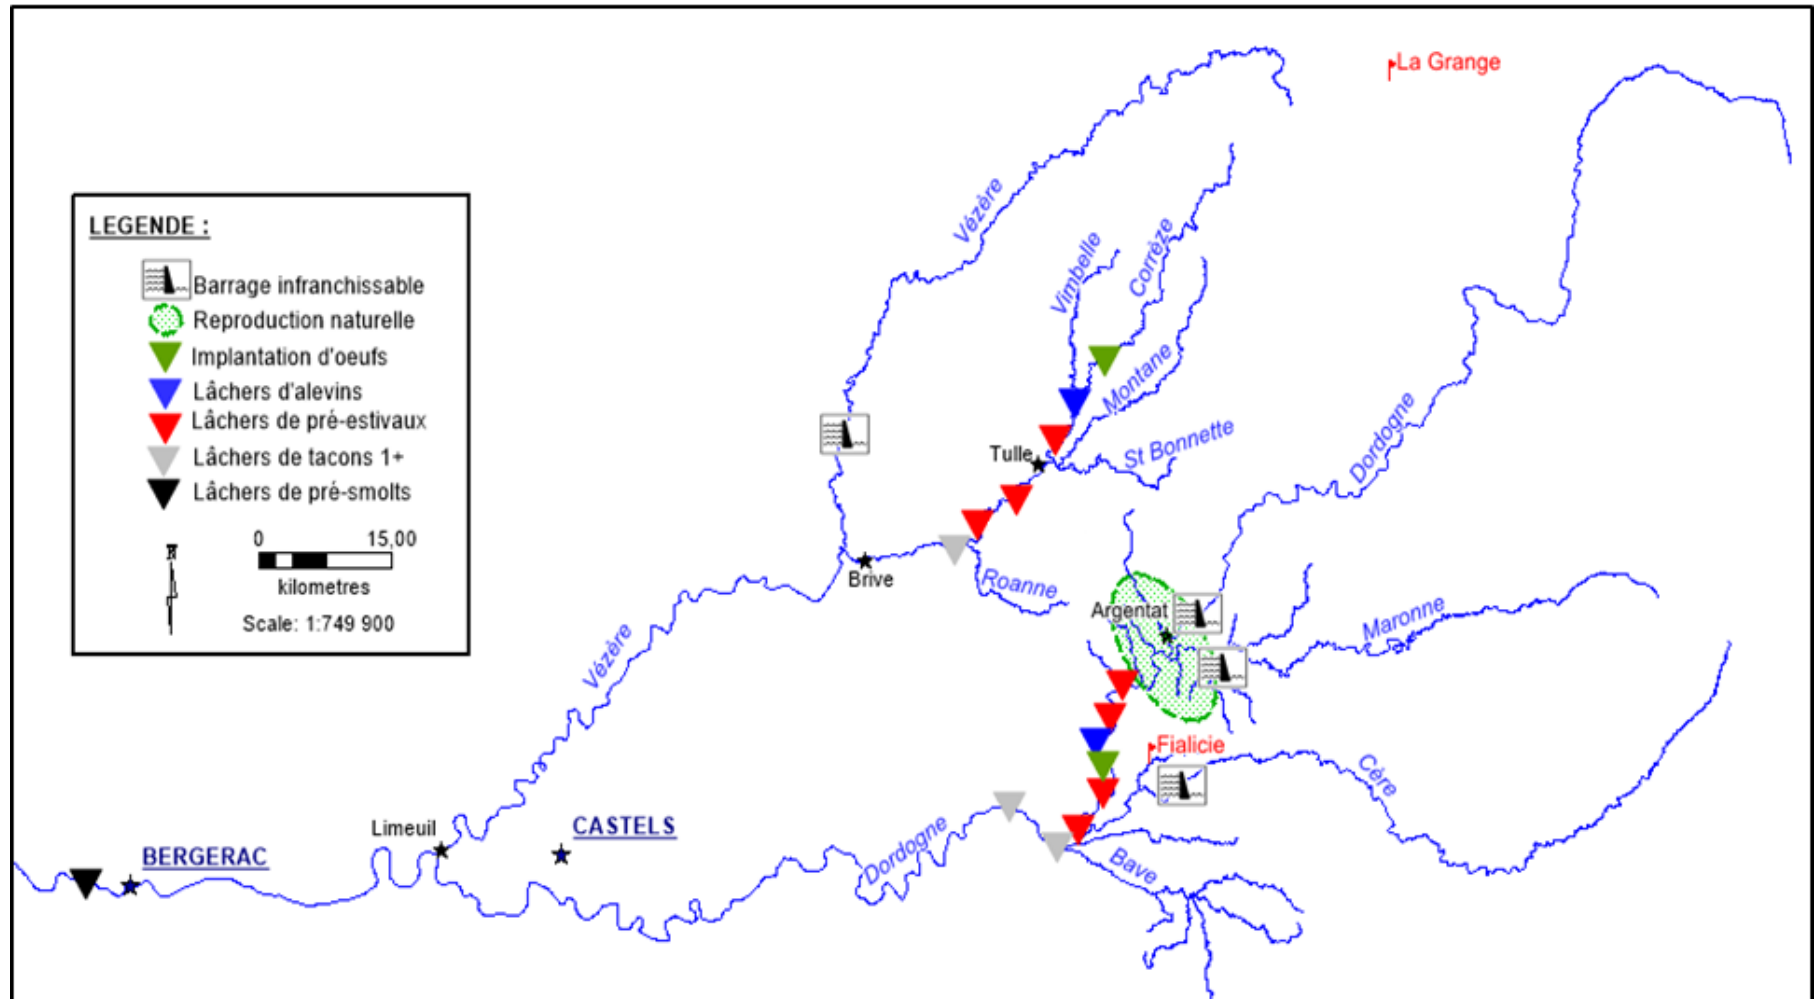 La Grange
Vézère
LEGENDE :
Barrage infranchissable
Reproduction naturelle
Implantation d'oeufs
Lâchers d'alevins
Lâchers de pré-estivaux
Lâchers de tacons 1+
Lâchers de pré-smolts
N
0 15,00
kilometres
Scale: 1:749 900
Vimbelle
Corrèze
Montane
Tulle
St Bonnette
Dordogne
Brive
Roanne
Argentat
Maronne
Vézère
Fialicie
Cére
Limeuil
CASTELS
BERGERAC
Dordogne
Bave